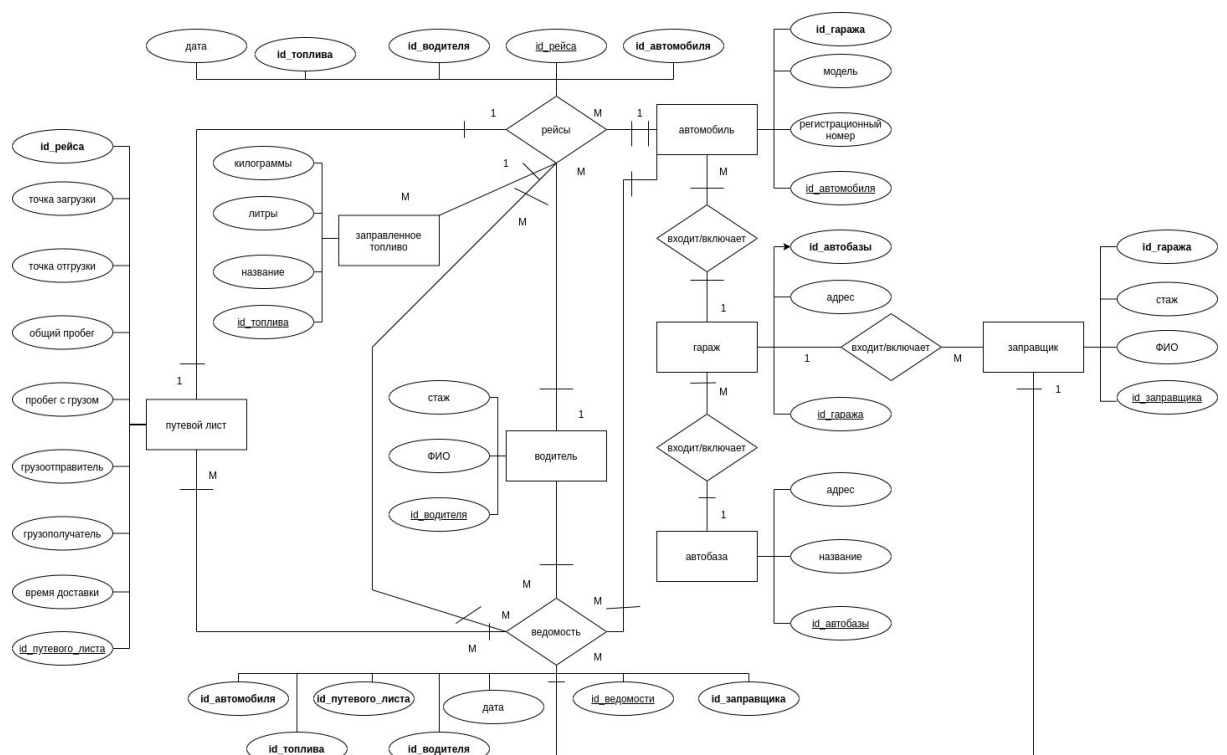 дата
id_топлива
id_водителя
id_рейса
id_автомобиля
id_гаража
модель
регистрационный
номер
id_автомобиля
1
рейсы
M
1
автомобиль
id_рейса
точка загрузки
точка отгрузки
общий пробег
пробег с грузом
грузоотправитель
грузополучатель
время доставки
id_путевого_листа
килограммы
литры
название
id_топлива
1
M
M
M
заправленное
топливо
M
входит/включает
1
id_автобазы
адрес
гараж
id_гаража
1
входит/включает
M
заправщик
1
id_гаража
стаж
ФИО
id_заправщика
1
путевой лист
M
стаж
ФИО
id_водителя
1
водитель
M
входит/включает
1
автобаза
адрес
название
id_автобазы
M
M
M
M
ведомость
M
id_автомобиля
id_путевого_листа
дата
id_ведомости
id_заправщика
id_топлива
id_водителя